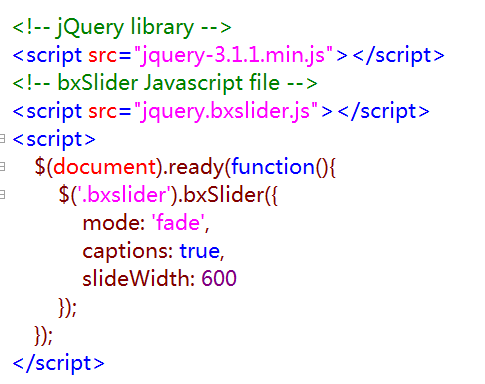 <!-- jQuery library -->
<script src="jquery-3.1.1.min.js"></script>
<!-- bxSlider Javascript file -->
<script src="jquery.bxslider.js"></script>
<script>
$(document).ready(function(){
$('.bxslider').bxSlider({
mode: 'fade',
captions: true,
slideWidth: 600
});
});
</script>